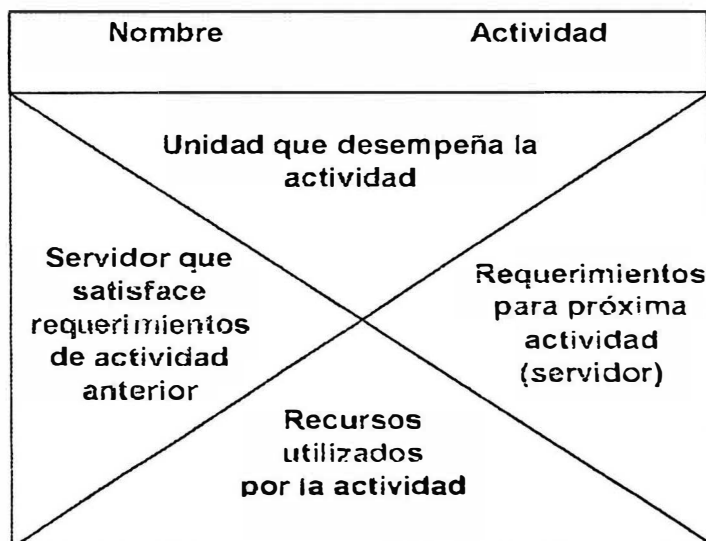 Nombre Actividad
Unidad que desempeña la
actividad
Servidor que
satisface
requerimientos
de actividad
anterior
Requerimientos
para próxima
actividad
(servidor)
Recursos
utilizados
por la actividad